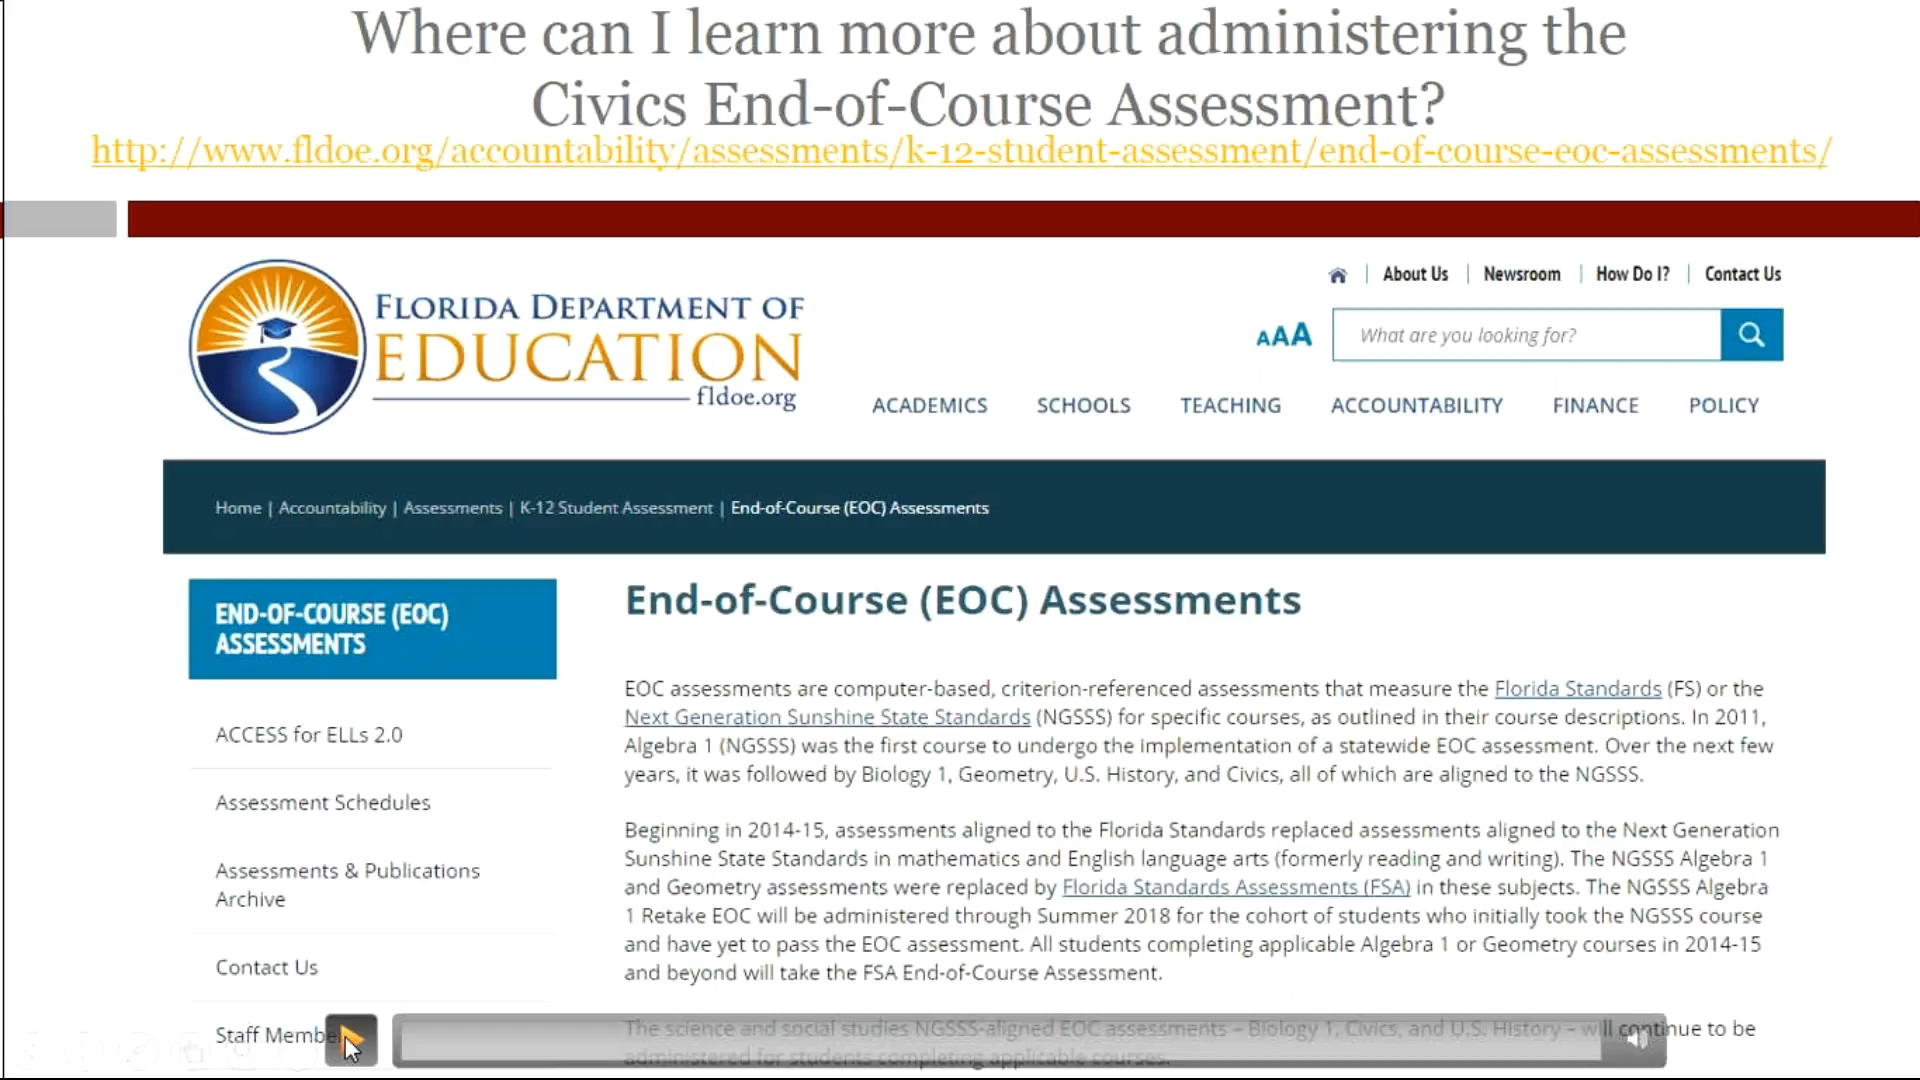 Where can I learn more about administering the
Civics End-of-Course Assessment?
http://www.fldoe.org/accountability/assessments/k-12-student-assessment/end-of-course-eoc-assessments/
FLORIDA DEPARTMENT OF
EDUCATION
fldoe.org
About Us | Newsroom | How Do I? | Contact Us
AAA
What are you looking for?
ACADEMICS SCHOOLS TEACHING ACCOUNTABILITY FINANCE POLICY
Home | Accountability | Assessments | K-12 Student Assessment | End-of-Course (EOC) Assessments
END-OF-COURSE (EOC)
ASSESSMENTS
ACCESS for ELLs 2.0
Assessment Schedules
Assessments & Publications
Archive
Contact Us
Staff Membe
End-of-Course (EOC) Assessments
EOC assessments are computer-based, criterion-referenced assessments that measure the Florida Standards (FS) or the
Next Generation Sunshine State Standards (NGSSS) for specific courses, as outlined in their course descriptions. In 2011,
Algebra 1 (NGSSS) was the first course to undergo the implementation of a statewide EOC assessment. Over the next few
years, it was followed by Biology 1, Geometry, U.S. History, and Civics, all of which are aligned to the NGSSS.
Beginning in 2014-15, assessments aligned to the Florida Standards replaced assessments aligned to the Next Generation
Sunshine State Standards in mathematics and English language arts (formerly reading and writing). The NGSSS Algebra 1
and Geometry assessments were replaced by Florida Standards Assessments (FSA) in these subjects. The NGSSS Algebra
1 Retake EOC will be administered through Summer 2018 for the cohort of students who initially took the NGSSS course
and have yet to pass the EOC assessment. All students completing applicable Algebra 1 or Geometry courses in 2014-15
and beyond will take the FSA End-of-Course Assessment.
The science and social studies NGSSS-aligned EOC assessments – Biology 1, Civics, and U.S. History – will continue to be
administered for students completing applicable courses.